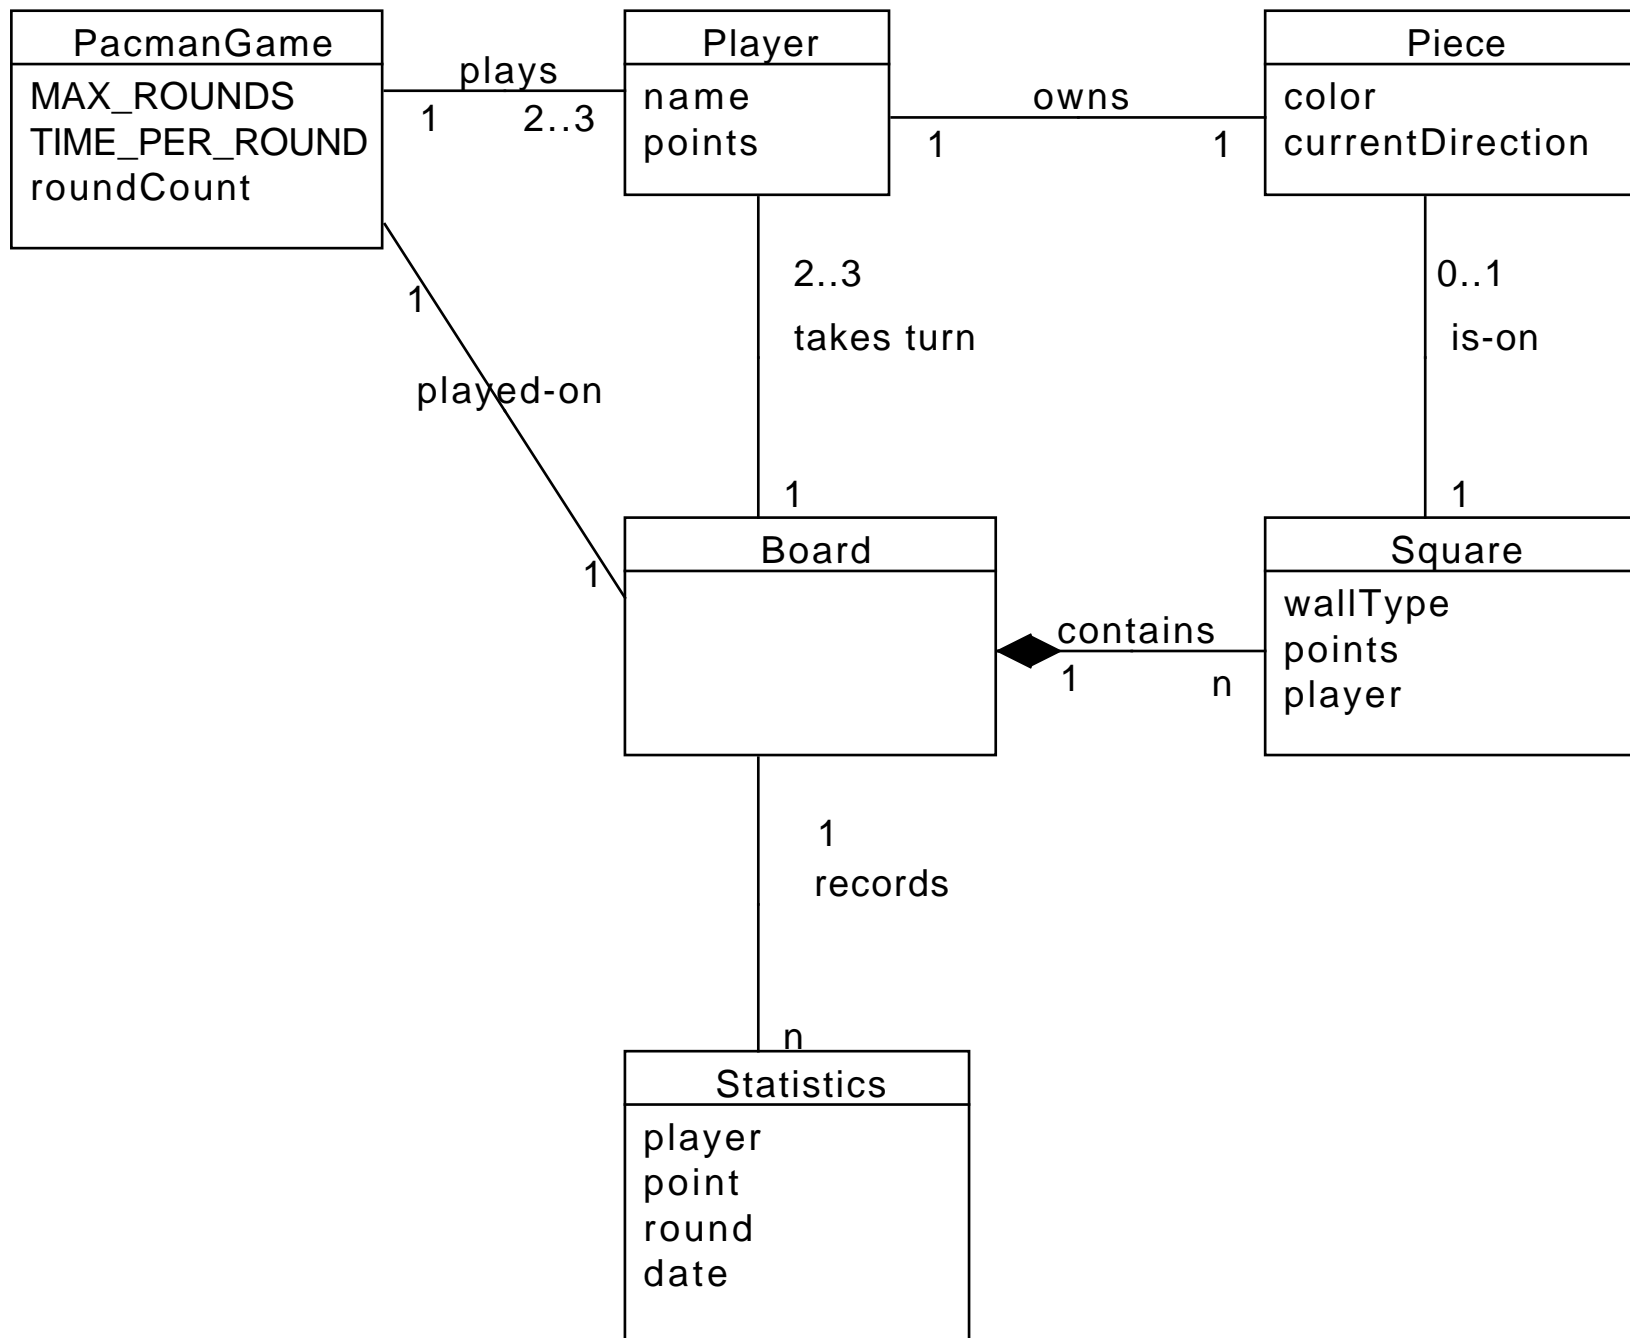 PacmanGame
MAX_ROUNDS
TIME_PER_ROUND
roundCount
plays
1
2..3
Player
name
points
owns
1
1
Piece
color
currentDirection
2..3
takes turn
1
0..1
is-on
1
1
played-on
1
Board
contains
1
n
Square
wallType
points
player
1
records
n
Statistics
player
point
round
date